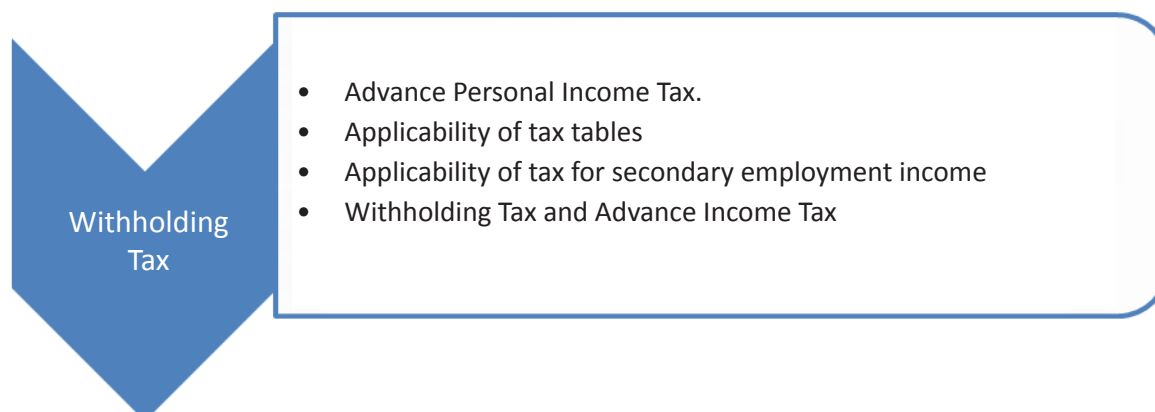 Withholding
Tax
• Advance Personal Income Tax.
• Applicability of tax tables
• Applicability of tax for secondary employment income
• Withholding Tax and Advance Income Tax